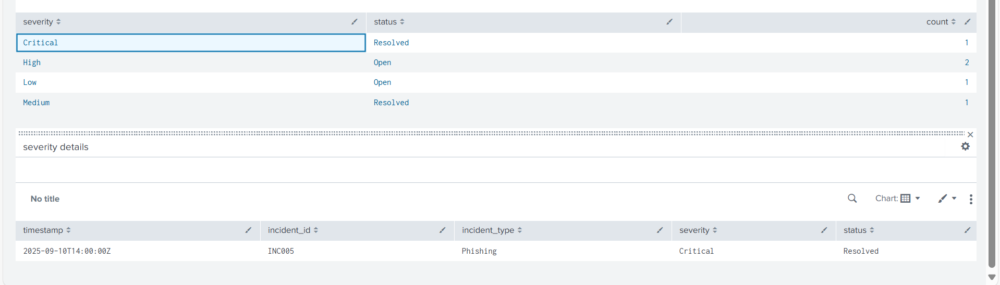 severity status count
Critical Resolved 1
High Open 2
Low Open 1
Medium Resolved 1
severity details
No title Chart:
timestamp incident_id incident_type severity status
2025-09-10T14:00:00Z INC005 Phishing Critical Resolved